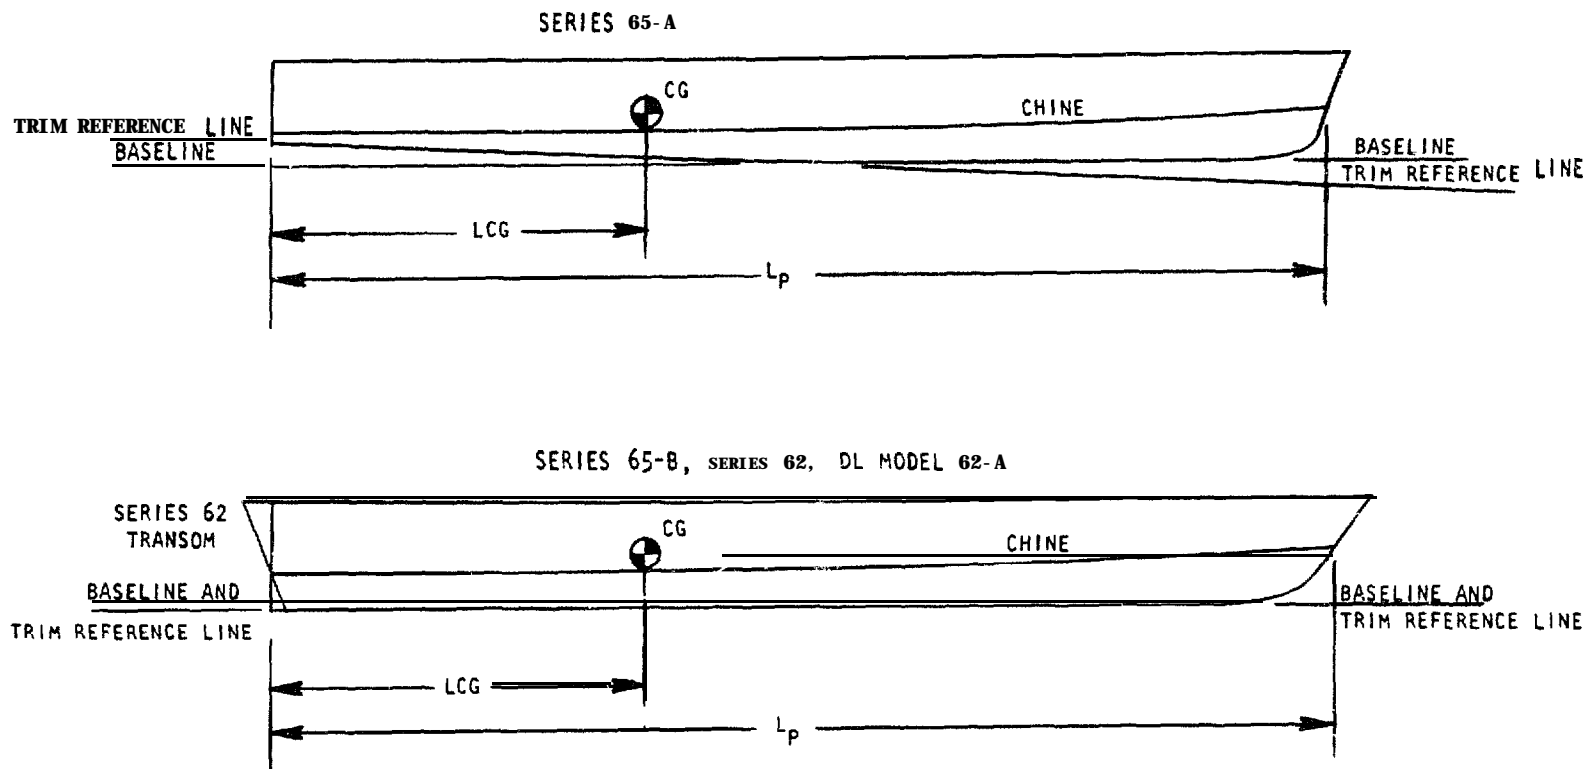 SERIES 65-A
CG
CHINE
TRIM REFERENCE LINE
BASELINE
BASELINE
TRIM REFERENCE LINE
LCG
Lp
SERIES 65-B, SERIES 62, DL MODEL 62-A
SERIES 62
TRANSOM
CG
CHINE
BASELINE AND
TRIM REFERENCE LINE
BASELINE AND
TRIM REFERENCE LINE
LCG
Lp